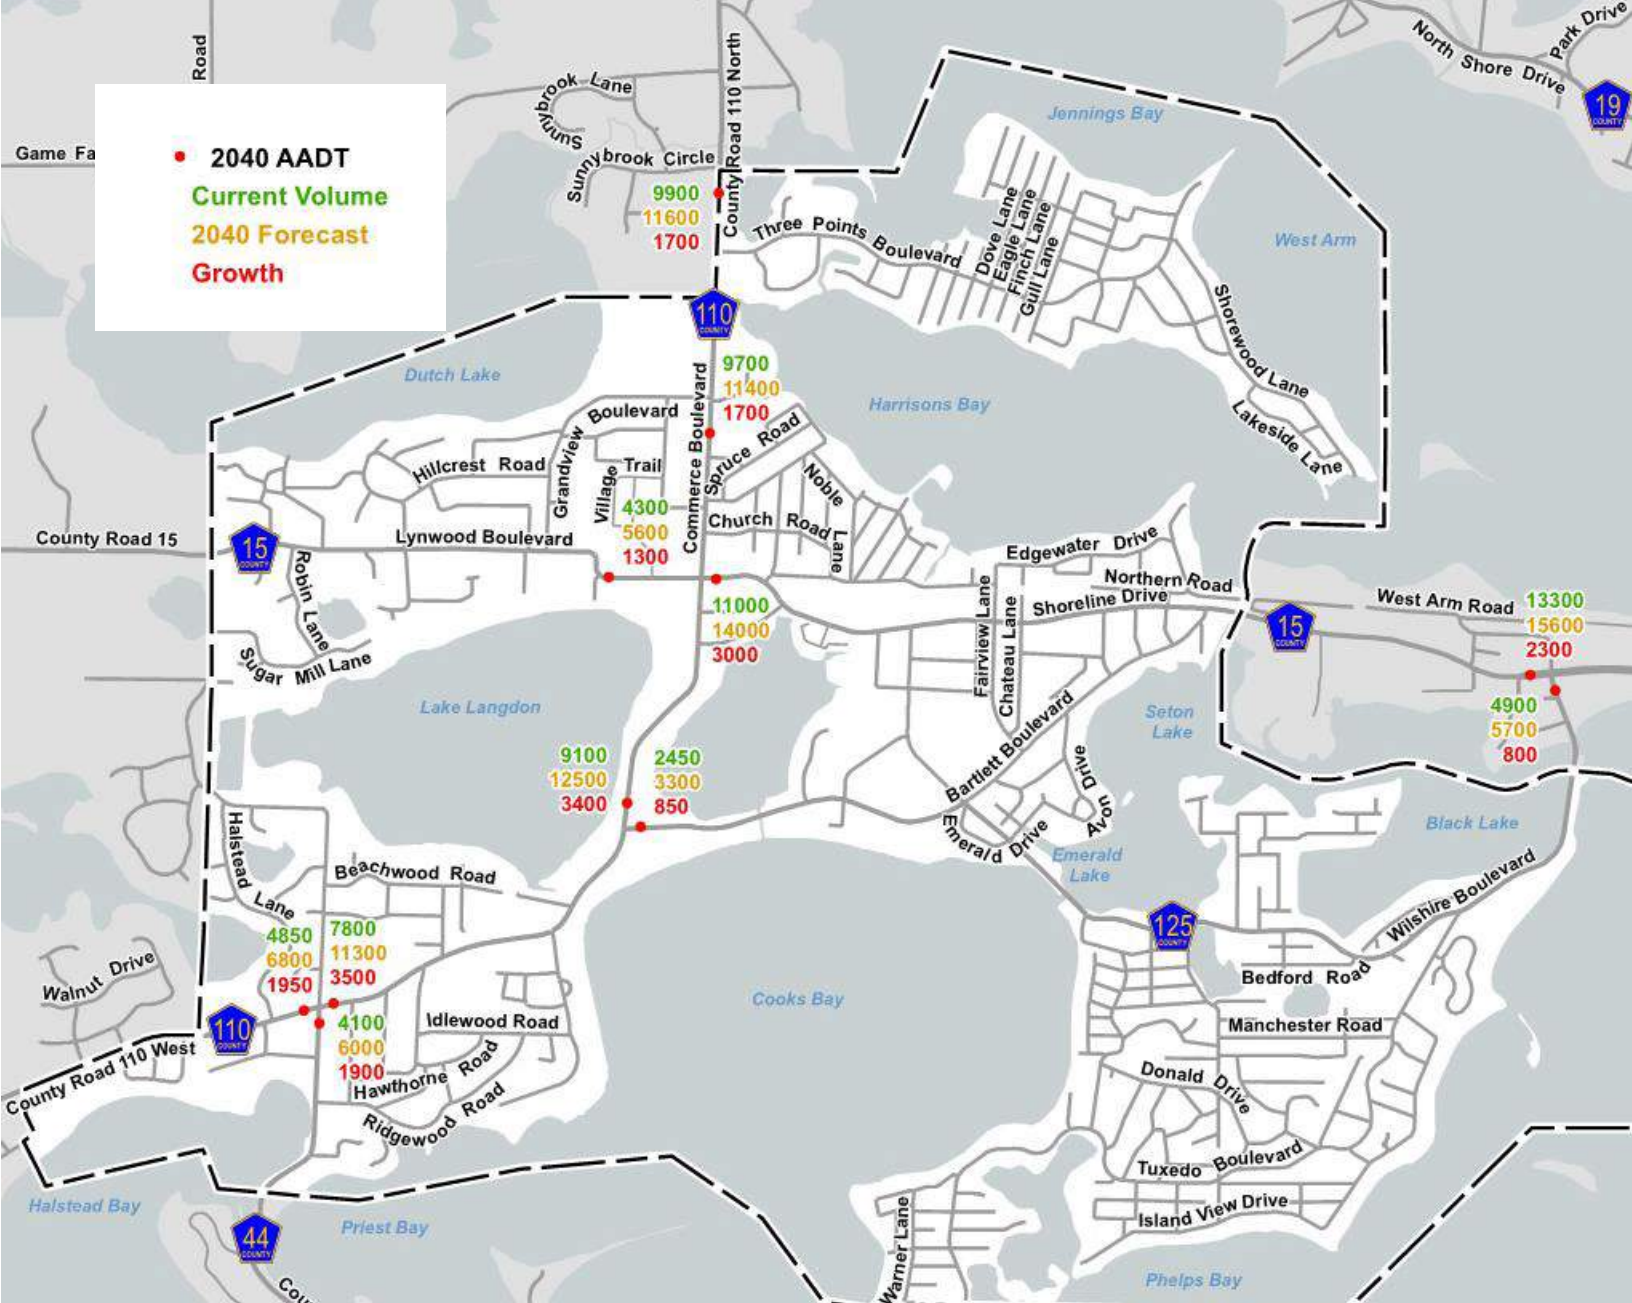 Road
County Road 110 North
North Shore Drive
Park Drive
19
COUNTY
Sunnybrook Lane
Game Fa
2040 AADT
Current Volume
2040 Forecast
Growth
Sunnybrook Circle
Jennings Bay
9900
11600
1700
Three Points Boulevard
Dove Lane
Eagle Lane
Finch Lane
Gull Lane
West Arm
110
COUNTY
Shorewood Lane
Lakeside Lane
Dutch Lake
9700
11400
1700
Harrisons Bay
Grandview Boulevard
Commerce Boulevard
Spruce Road
Hillcrest Road
Village Trail
Noble Lane
4300
5600
1300
Church Road
County Road 15
15
COUNTY
Lynwood Boulevard
Robin Lane
Edgewater Drive
Northern Road
Shoreline Drive
Fairview Lane
Chateau Lane
11000
14000
3000
15
COUNTY
West Arm Road
13300
15600
2300
Sugar Mill Lane
Lake Langdon
Seton
Lake
4900
5700
800
Bartlett Boulevard
Avon Drive
9100
12500
3400
2450
3300
850
Emerald Drive
Emerald
Lake
Black Lake
Halstead Lane
Beachwood Road
Wilshire Boulevard
125
COUNTY
4850
6800
1950
7800
11300
3500
Walnut Drive
Bedford Road
Cooks Bay
110
COUNTY
County Road 110 West
4100
6000
1900
Idlewood Road
Hawthorne Road
Ridgewood Road
Manchester Road
Donald Drive
Tuxedo Boulevard
Island View Drive
Warner Lane
Halstead Bay
44
COUNTY
Priest Bay
Cou
Phelps Bay